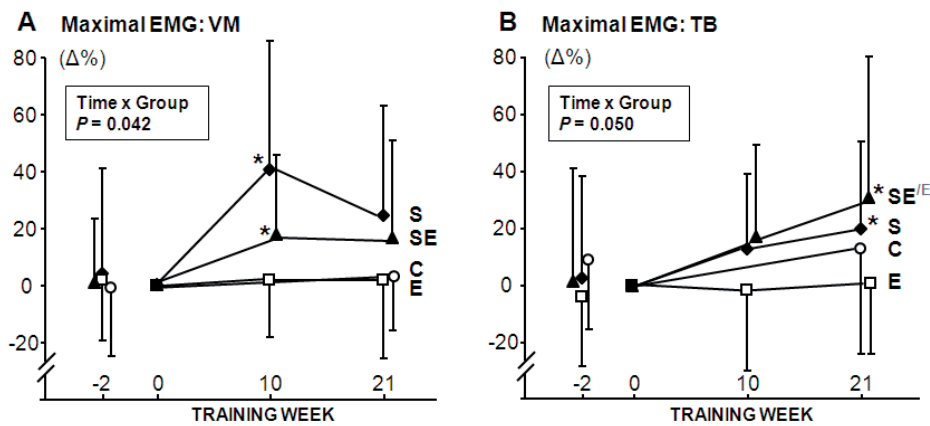 A Maximal EMG: VM
(Δ%)
80
60
40
20
0
-20
Time x Group
P = 0.042
*
*
S
SE
C
E
-2 0 10 21
TRAINING WEEK
B Maximal EMG: TB
(Δ%)
80
60
40
20
0
-20
Time x Group
P = 0.050
* SE/E
* S
C
E
-2 0 10 21
TRAINING WEEK